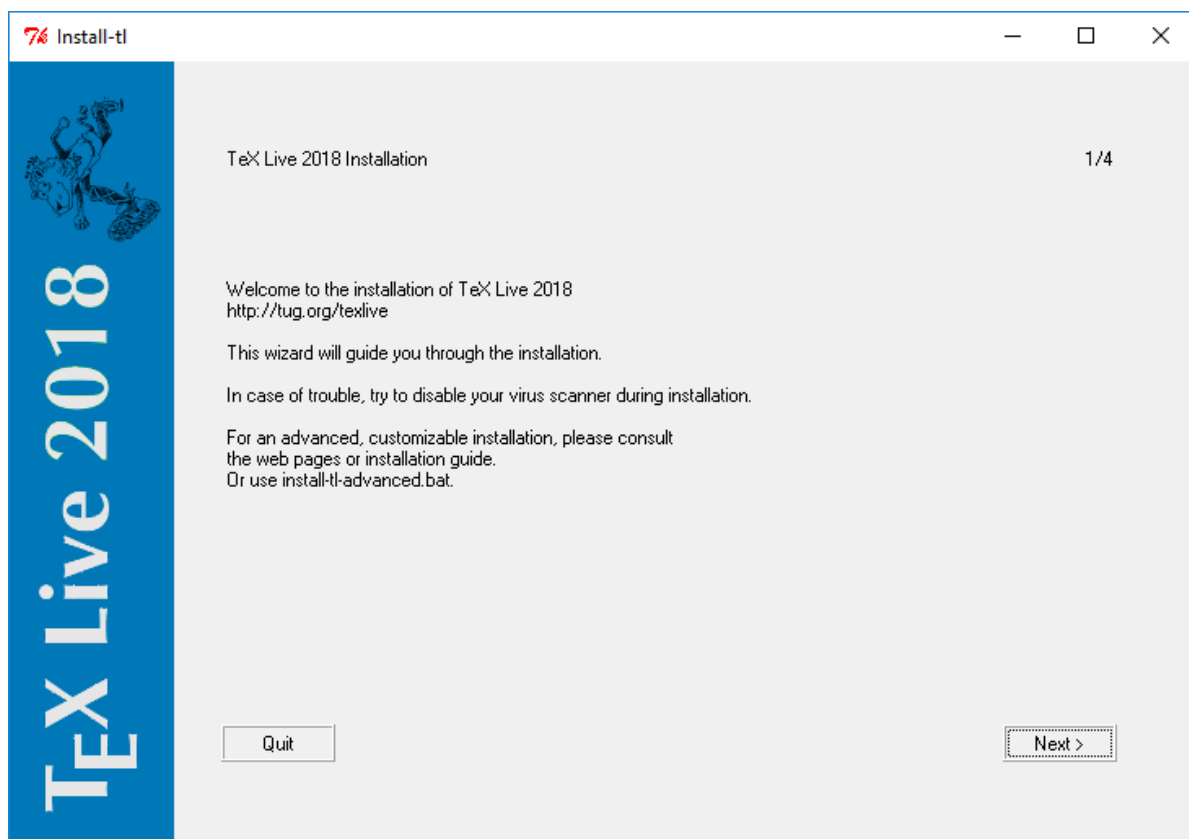 Install-tl
TeX Live 2018
TeX Live 2018 Installation
1/4
Welcome to the installation of TeX Live 2018
http://tug.org/texlive
This wizard will guide you through the installation.
In case of trouble, try to disable your virus scanner during installation.
For an advanced, customizable installation, please consult
the web pages or installation guide.
Or use install-tl-advanced.bat.
Quit
Next >